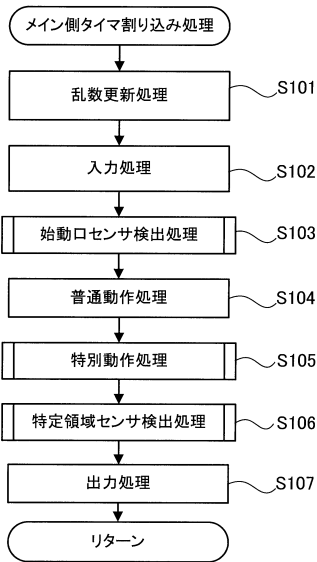 メイン側タイマ割り込み処理
乱数更新処理
S101
入力処理
S102
始動口センサ検出処理
S103
普通動作処理
S104
特別動作処理
S105
特定領域センサ検出処理
S106
出力処理
S107
リターン